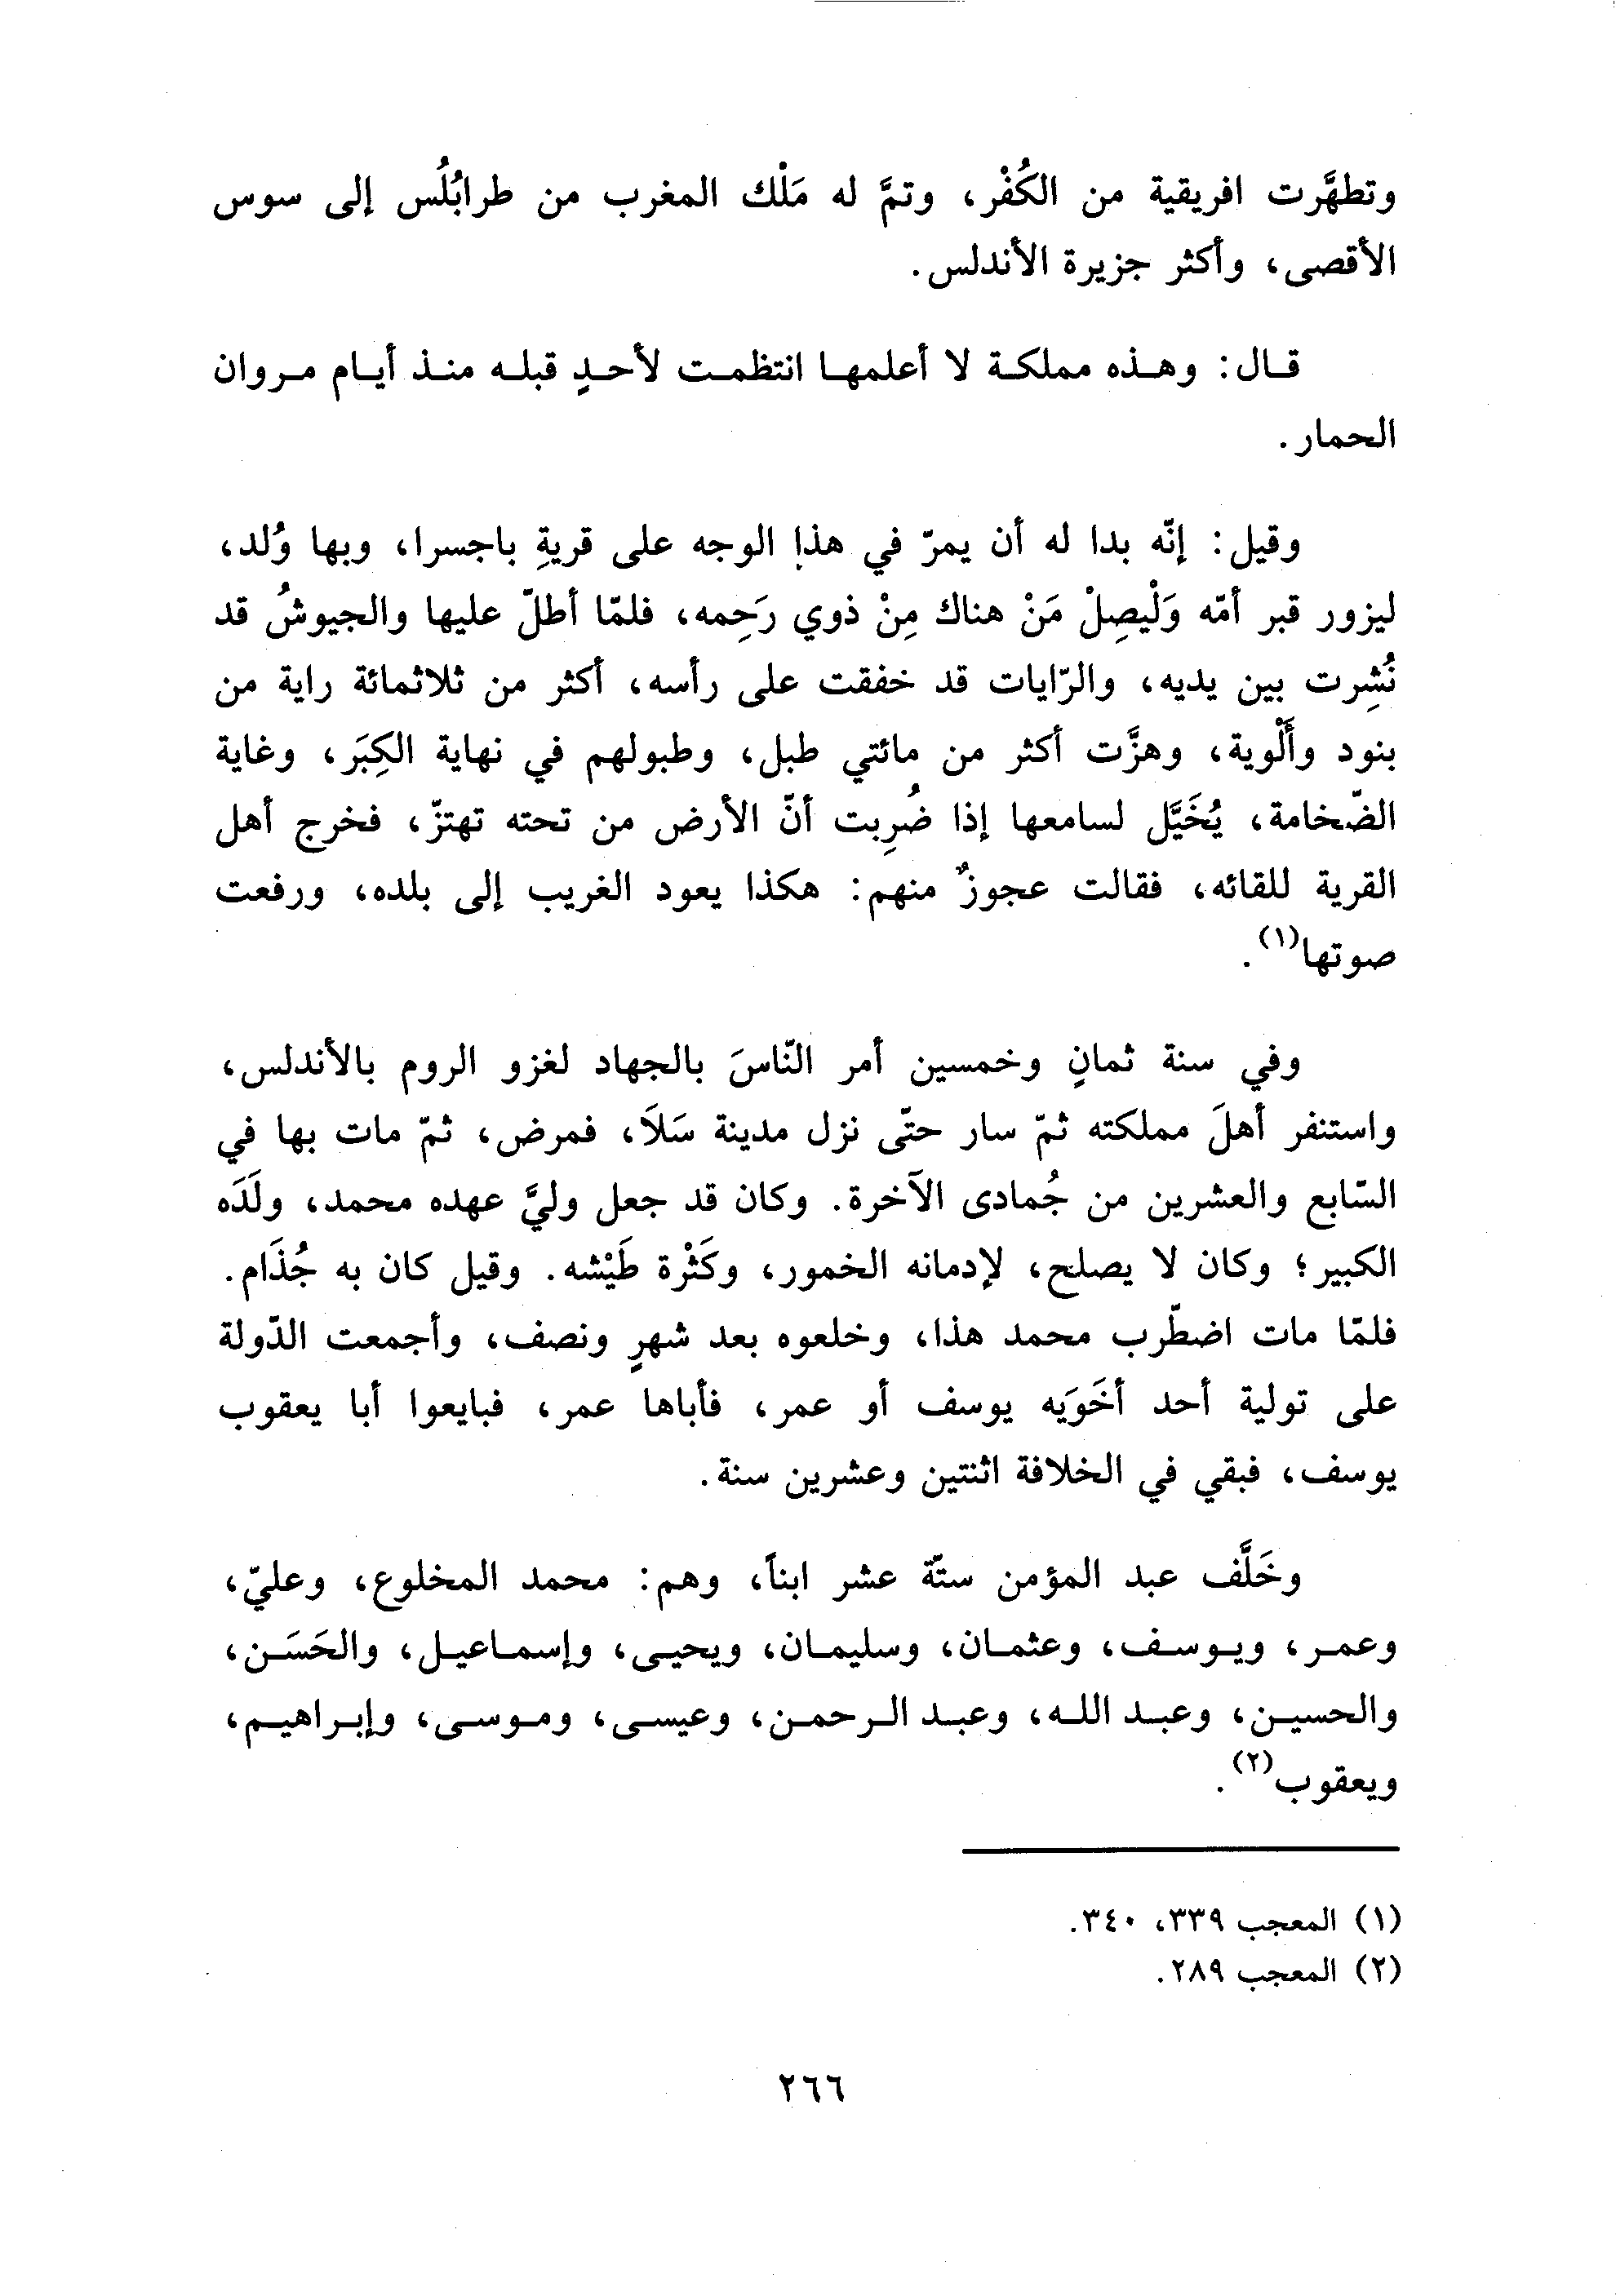 وتطهَّرت افريقية من الكُفْر، وتمَّ له مَلْك المغرب من طرابُلُس إلى سوس
الأقصى، وأكثر جزيرة الأندلس.
قال: وهذه مملكة لا أعلمها انتظمت لأحدٍ قبله منذ أيام مروان
الحمار.
وقيل: إنّه بدا له أن يمرّ في هذا الوجه على قريةِ باجسرا، وبها وُلد،
ليزور قبر أمّه وَلْيصِلْ مَنْ هناك مِنْ ذوي رَحِمه، فلمّا أطلّ عليها والجيوشُ قد
نُشِرت بين يديه، والرّايات قد خفقت على رأسه، أكثر من ثلاثمائة راية من
بنود وأَلْوية، وهزَّت أكثر من مائتي طبل، وطبولهم في نهاية الكِبَر، وغاية
الضّخامة، يُخَيَّل لسامعها إذا ضُرِبت أنّ الأرض من تحته تهتزّ، فخرج أهل
القرية للقائه، فقالت عجوزٌ منهم: هكذا يعود الغريب إلى بلده، ورفعت
صوتها(١).
وفي سنة ثمانٍ وخمسين أمر النّاسَ بالجهاد لغزو الروم بالأندلس،
واستنفر أهلَ مملكته ثمّ سار حتّى نزل مدينة سَلَا، فمرض، ثمّ مات بها في
السّابع والعشرين من جُمادى الآخرة. وكان قد جعل وليَّ عهده محمد، ولَدَه
الكبير؛ وكان لا يصلح، لإدمانه الخمور، وكَثْرة طَيْشه. وقيل كان به جُذَام.
فلمّا مات اضطّرب محمد هذا، وخلعوه بعد شهرٍ ونصف، وأجمعت الدّولة
على تولية أحد أخَوَيه يوسف أو عمر، فأباها عمر، فبايعوا أبا يعقوب
يوسف، فبقي في الخلافة اثنتين وعشرين سنة.
وخَلَّف عبد المؤمن ستّة عشر ابناً، وهم: محمد المخلوع، وعليّ،
وعمر، ويوسف، وعثمان، وسليمان، ويحيى، وإسماعيل، والحَسَن،
والحسين، وعبد الله، وعبد الرحمن، وعيسى، وموسى، وإبراهيم،
ويعقوب(٢).
(١) المعجب ٣٣٩، ٣٤٠.
(٢) المعجب ٢٨٩.
٢٦٦